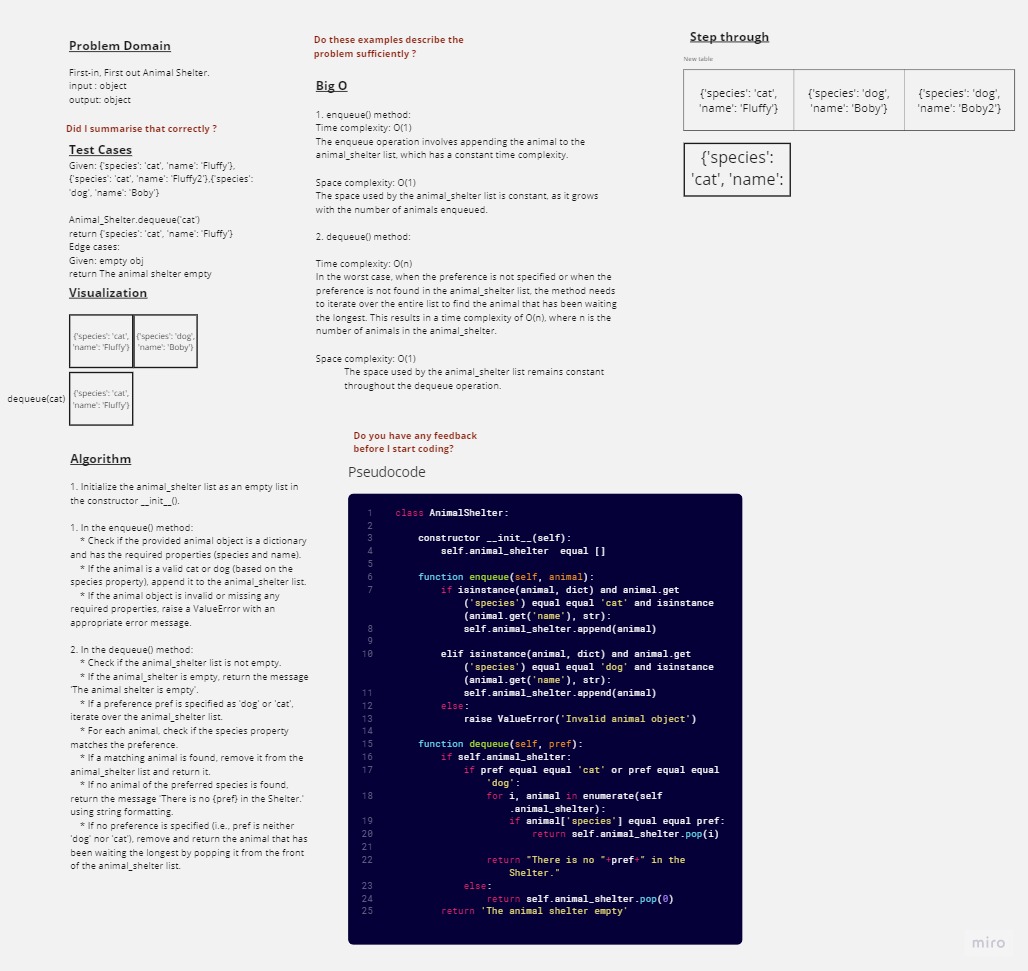 Problem Domain
First-in, First out Animal Shelter.
input : object
output: object
Did I summarise that correctly ?
Test Cases
Given: {'species': 'cat', 'name': 'Fluffy'},
{'species': 'cat', 'name': 'Fluffy2'},{'species':
'dog', 'name': 'Boby'}
Animal_Shelter.dequeue('cat')
return {'species': 'cat', 'name': 'Fluffy'}
Edge cases:
Given: empty obj
return The animal shelter empty
Visualization
{'species': 'cat',
'name': 'Fluffy'}
{'species': 'dog',
'name': 'Boby'}
dequeue(cat)
{'species': 'cat',
'name': 'Fluffy'}
Algorithm
1. Initialize the animal_shelter list as an empty list in
the constructor __init__().
1. In the enqueue() method:
* Check if the provided animal object is a dictionary
and has the required properties (species and name).
* If the animal is a valid cat or dog (based on the
species property), append it to the animal_shelter list.
* If the animal object is invalid or missing any
required properties, raise a ValueError with an
appropriate error message.
2. In the dequeue() method:
* Check if the animal_shelter list is not empty.
* If the animal_shelter is empty, return the message
'The animal shelter is empty'.
* If a preference pref is specified as 'dog' or 'cat',
iterate over the animal_shelter list.
* For each animal, check if the species property
matches the preference.
* If a matching animal is found, remove it from the
animal_shelter list and return it.
* If no animal of the preferred species is found,
return the message 'There is no {pref} in the Shelter.'
using string formatting.
* If no preference is specified (i.e., pref is neither
'dog' nor 'cat'), remove and return the animal that has
been waiting the longest by popping it from the front
of the animal_shelter list.
Do these examples describe the
problem sufficiently ?
Big O
1. enqueue() method:
Time complexity: O(1)
The enqueue operation involves appending the animal to the
animal_shelter list, which has a constant time complexity.
Space complexity: O(1)
The space used by the animal_shelter list is constant, as it grows
with the number of animals enqueued.
2. dequeue() method:
Time complexity: O(n)
In the worst case, when the preference is not specified or when the
preference is not found in the animal_shelter list, the method needs
to iterate over the entire list to find the animal that has been waiting
the longest. This results in a time complexity of O(n), where n is the
number of animals in the animal_shelter.
Space complexity: O(1)
The space used by the animal_shelter list remains constant
throughout the dequeue operation.
Do you have any feedback
before I start coding?
Pseudocode
1 class AnimalShelter:
2
3 constructor __init__(self):
4 self.animal_shelter equal []
5
6 function enqueue(self, animal):
7 if isinstance(animal, dict) and animal.get
('species') equal equal 'cat' and isinstance
(animal.get('name'), str):
8 self.animal_shelter.append(animal)
9
10 elif isinstance(animal, dict) and animal.get
('species') equal equal 'dog' and isinstance
(animal.get('name'), str):
11 self.animal_shelter.append(animal)
12 else:
13 raise ValueError('Invalid animal object')
14
15 function dequeue(self, pref):
16 if self.animal_shelter:
17 if pref equal equal 'cat' or pref equal equal
'dog':
18 for i, animal in enumerate(self
.animal_shelter):
19 if animal['species'] equal equal pref:
20 return self.animal_shelter.pop(i)
21
22 return "There is no "+pref+" in the
Shelter."
23 else:
24 return self.animal_shelter.pop(0)
25 return 'The animal shelter empty'
Step through
New table
{'species': 'cat',
'name': 'Fluffy'}
{'species': 'dog',
'name': 'Boby'}
{'species': 'dog',
'name': 'Boby2'}
{'species':
'cat', 'name':
miro